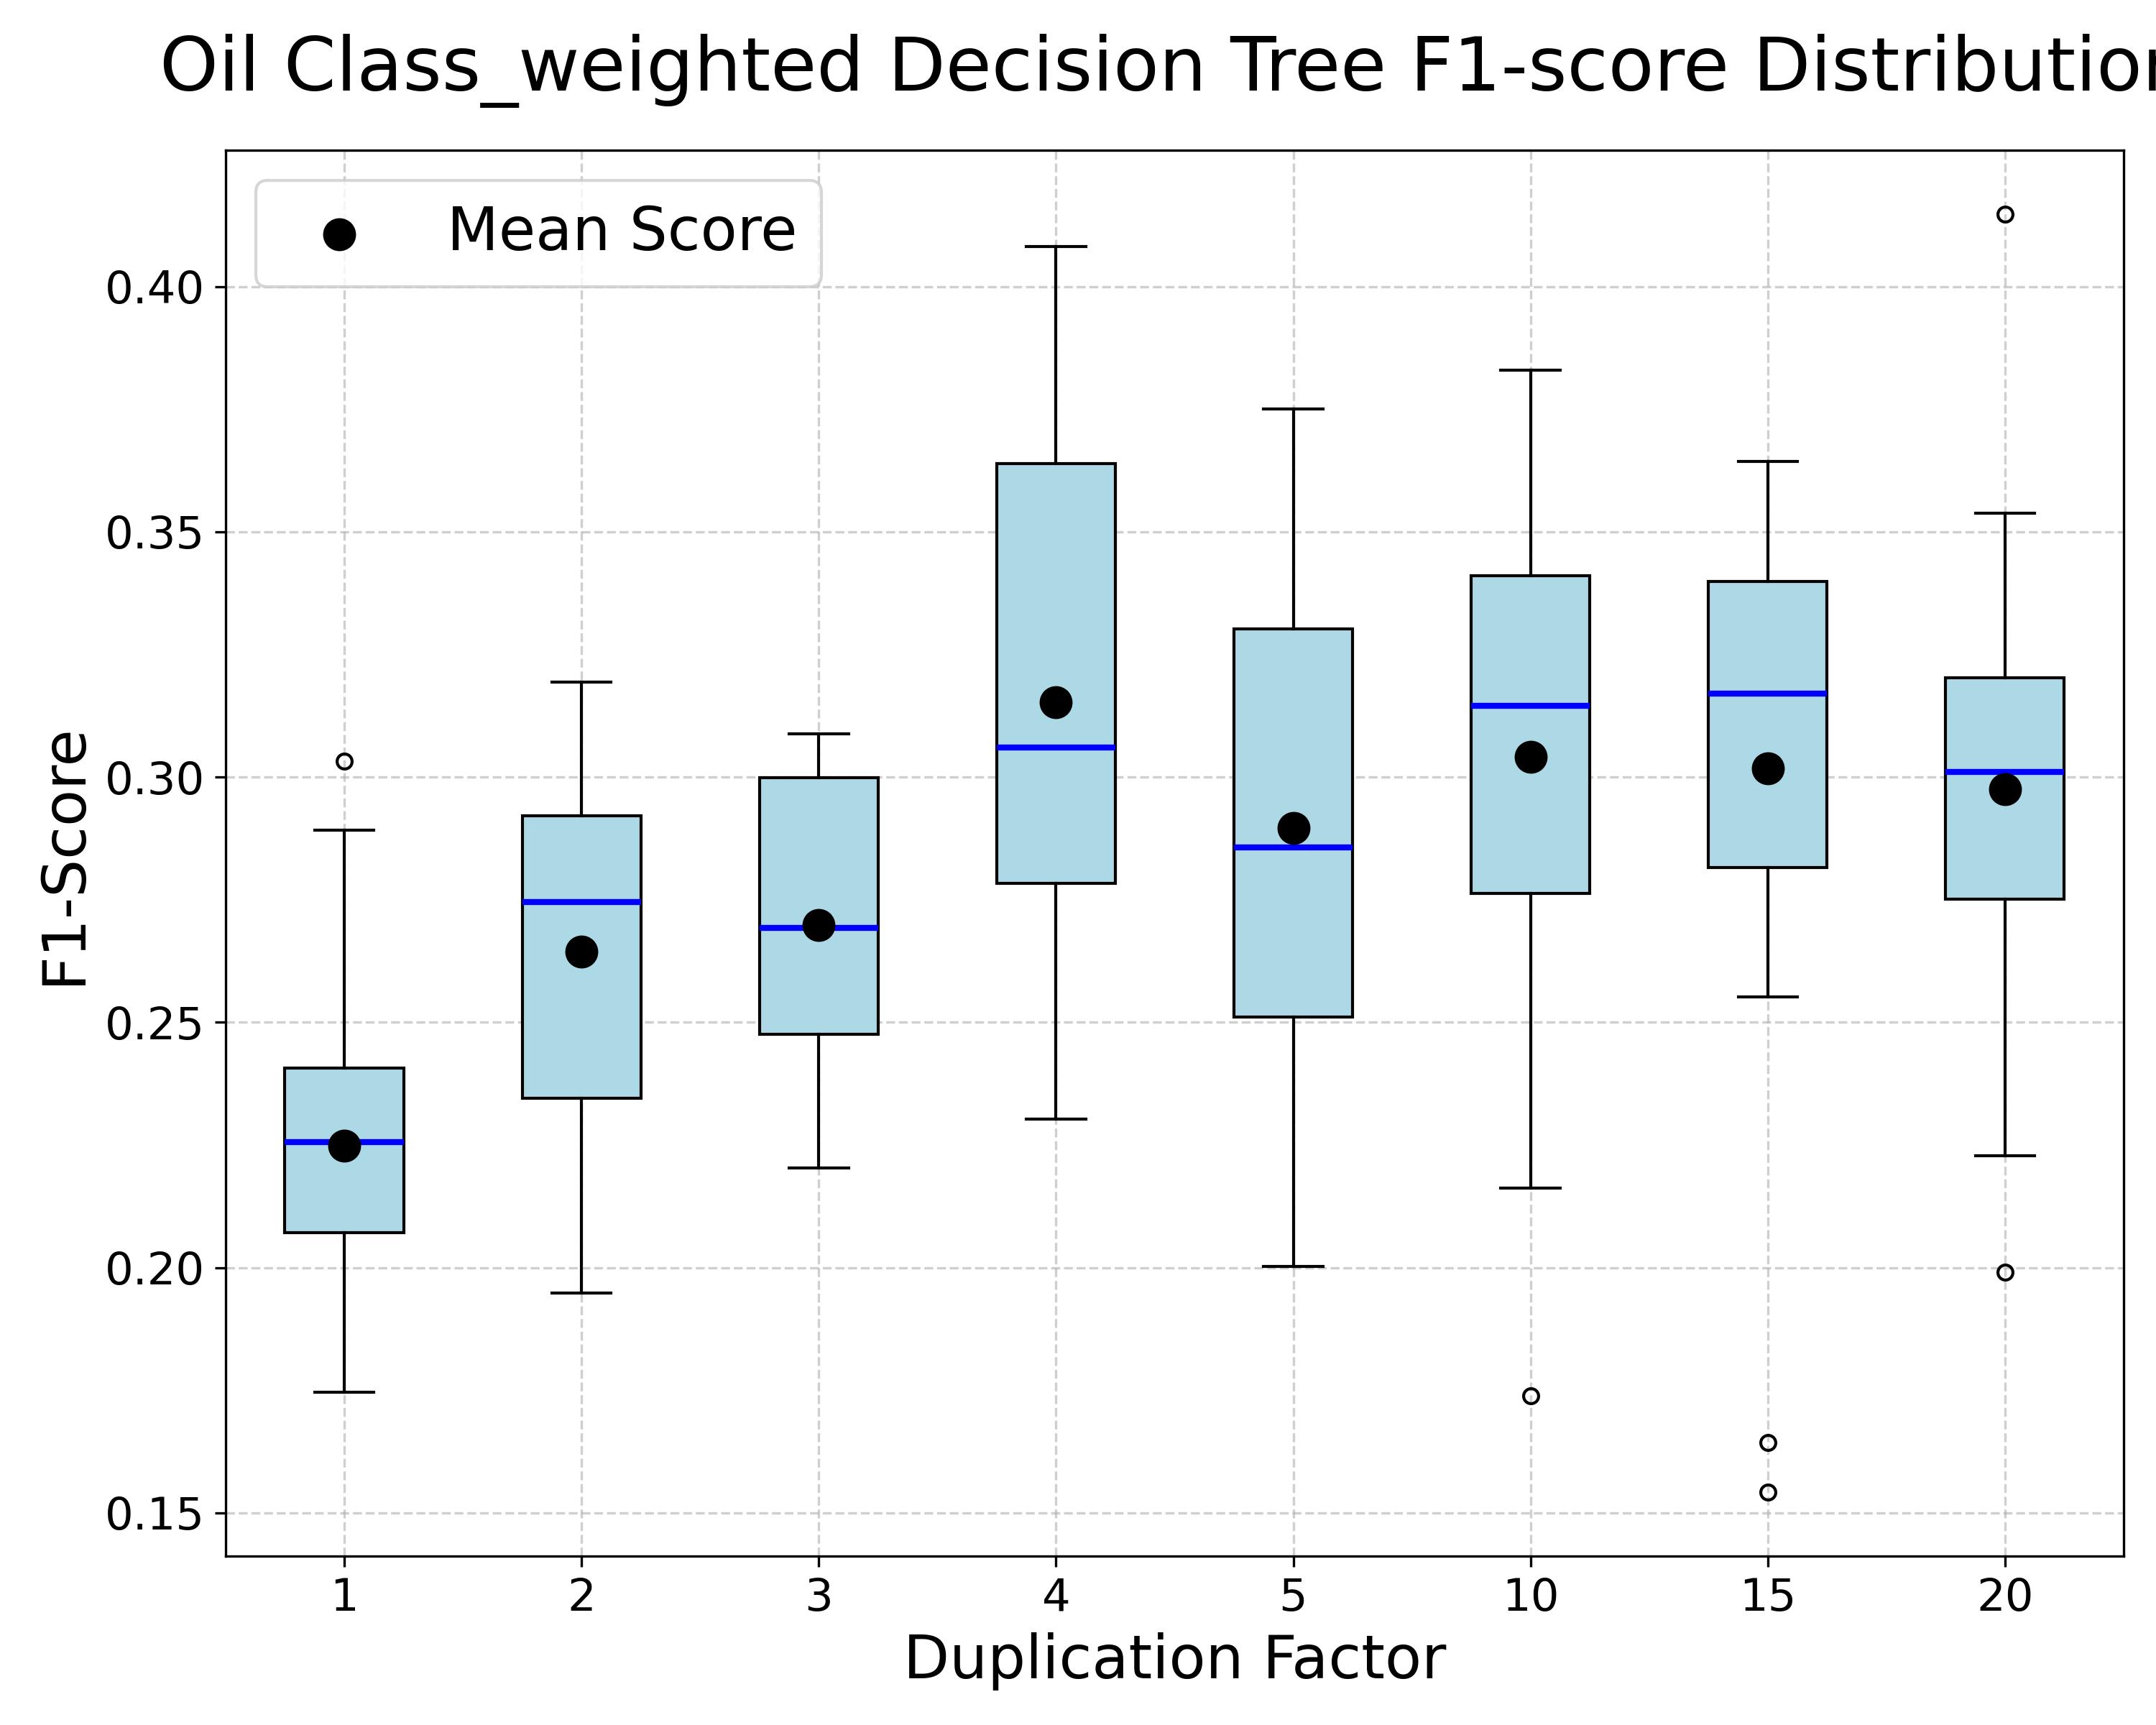 Oil Class_weighted Decision Tree F1-score Distribution
Mean Score
F1-Score
0.40
0.35
0.30
0.25
0.20
0.15
1 2 3 4 5 10 15 20
Duplication Factor